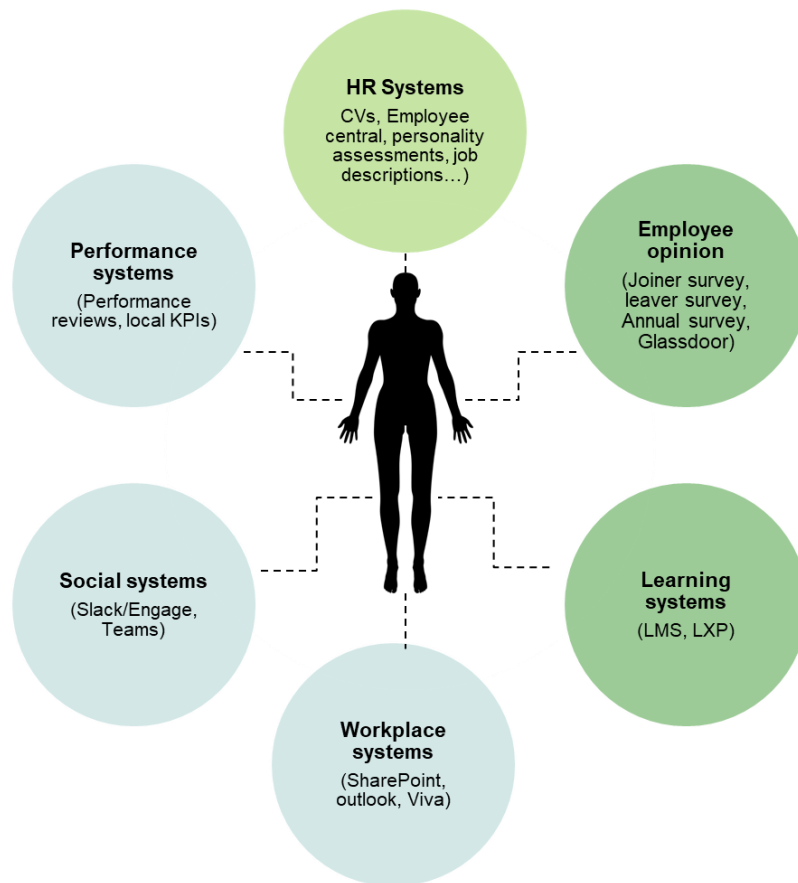 HR Systems
CVs, Employee
central, personality
assessments, job
descriptions…)
Performance
systems
(Performance
reviews, local KPIs)
Employee
opinion
(Joiner survey,
leaver survey,
Annual survey,
Glassdoor)
Social systems
(Slack/Engage,
Teams)
Learning
systems
(LMS, LXP)
Workplace
systems
(SharePoint,
outlook, Viva)